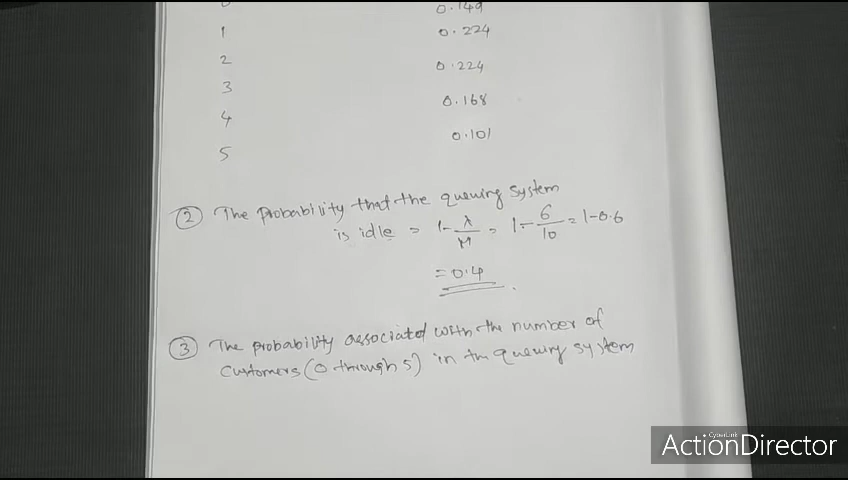 0.149
1 0.224
2 0.224
3 0.168
4 0.101
5
② The probability that the queuing system
is idle = 1 - λ/μ = 1 - 6/10 = 1-0.6
= 0.4
③ The probability associated with the number of
customers (0 through 5) in the queuing system
CyberLink
ActionDirector